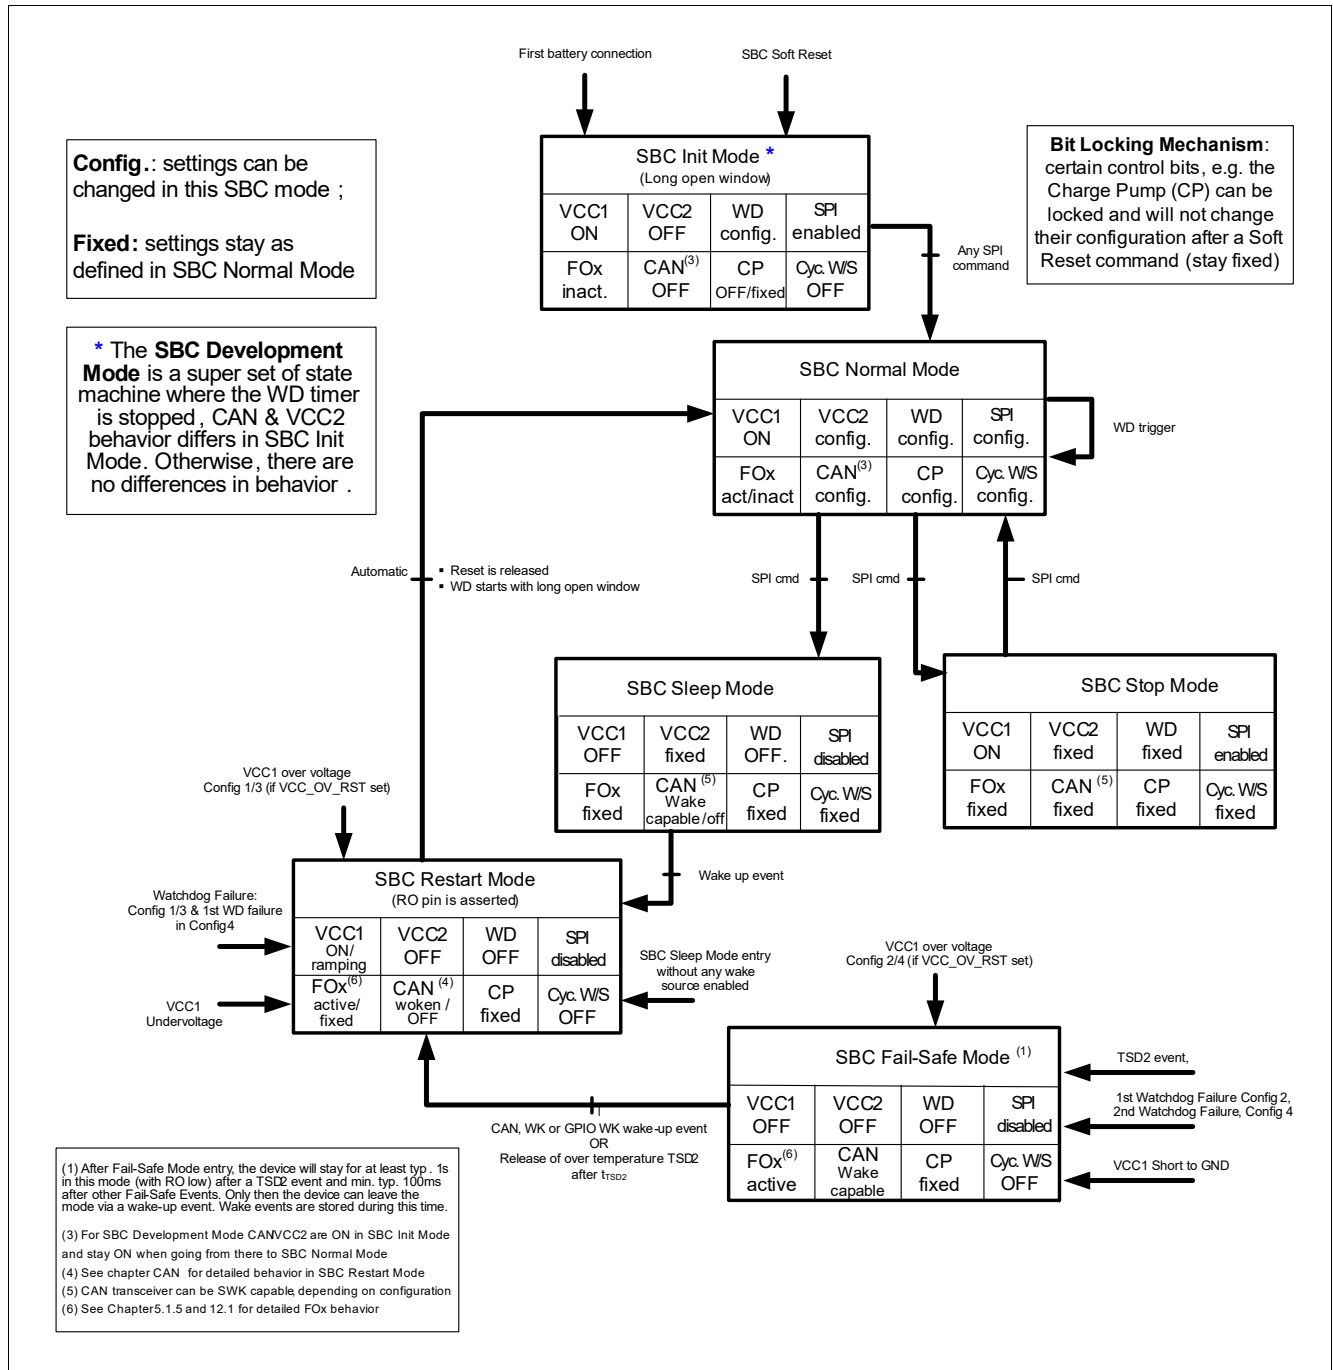 First battery connection
SBC Soft Reset
Config.: settings can be
changed in this SBC mode ;
Fixed: settings stay as
defined in SBC Normal Mode
SBC Init Mode *
(Long open window)
VCC1 ON
VCC2 OFF
WD config.
SPI enabled
FOx inact.
CAN(3) OFF
CP OFF/fixed
Cyc. W/S OFF
Bit Locking Mechanism:
certain control bits, e.g. the
Charge Pump (CP) can be
locked and will not change
their configuration after a Soft
Reset command (stay fixed)
Any SPI
command
* The SBC Development
Mode is a super set of state
machine where the WD timer
is stopped , CAN & VCC2
behavior differs in SBC Init
Mode. Otherwise, there are
no differences in behavior .
SBC Normal Mode
VCC1 ON
VCC2 config.
WD config.
SPI config.
FOx act/inact
CAN(3) config.
CP config.
Cyc. W/S config.
WD trigger
Automatic
▪ Reset is released
▪ WD starts with long open window
SPI cmd
SPI cmd
SPI cmd
SBC Sleep Mode
VCC1 OFF
VCC2 fixed
WD OFF.
SPI disabled
FOx fixed
CAN (5) Wake capable/off
CP fixed
Cyc. W/S fixed
SBC Stop Mode
VCC1 ON
VCC2 fixed
WD fixed
SPI enabled
FOx fixed
CAN (5) fixed
CP fixed
Cyc. W/S fixed
VCC1 over voltage
Config 1/3 (if VCC_OV_RST set)
Wake up event
Watchdog Failure:
Config 1/3 & 1st WD failure
in Config4
VCC1
Undervoltage
SBC Restart Mode
(RO pin is asserted)
VCC1 ON/ ramping
VCC2 OFF
WD OFF
SPI disabled
FOx(6) active/ fixed
CAN (4) woken / OFF
CP fixed
Cyc. W/S OFF
SBC Sleep Mode entry
without any wake
source enabled
VCC1 over voltage
Config 2/4 (if VCC_OV_RST set)
SBC Fail-Safe Mode (1)
VCC1 OFF
VCC2 OFF
WD OFF
SPI disabled
FOx(6) active
CAN Wake capable
CP fixed
Cyc. W/S OFF
TSD2 event,
1st Watchdog Failure Config 2,
2nd Watchdog Failure, Config 4
VCC1 Short to GND
CAN, WK or GPIO WK wake-up event
OR
Release of over temperature TSD2
after tTSD2
(1) After Fail-Safe Mode entry, the device will stay for at least typ. 1s
in this mode (with RO low) after a TSD2 event and min. typ. 100ms
after other Fail-Safe Events. Only then the device can leave the
mode via a wake-up event. Wake events are stored during this time.
(3) For SBC Development Mode CAN/VCC2 are ON in SBC Init Mode
and stay ON when going from there to SBC Normal Mode
(4) See chapter CAN for detailed behavior in SBC Restart Mode
(5) CAN transceiver can be SWK capable, depending on configuration
(6) See Chapter 5.1.5 and 12.1 for detailed FOx behavior